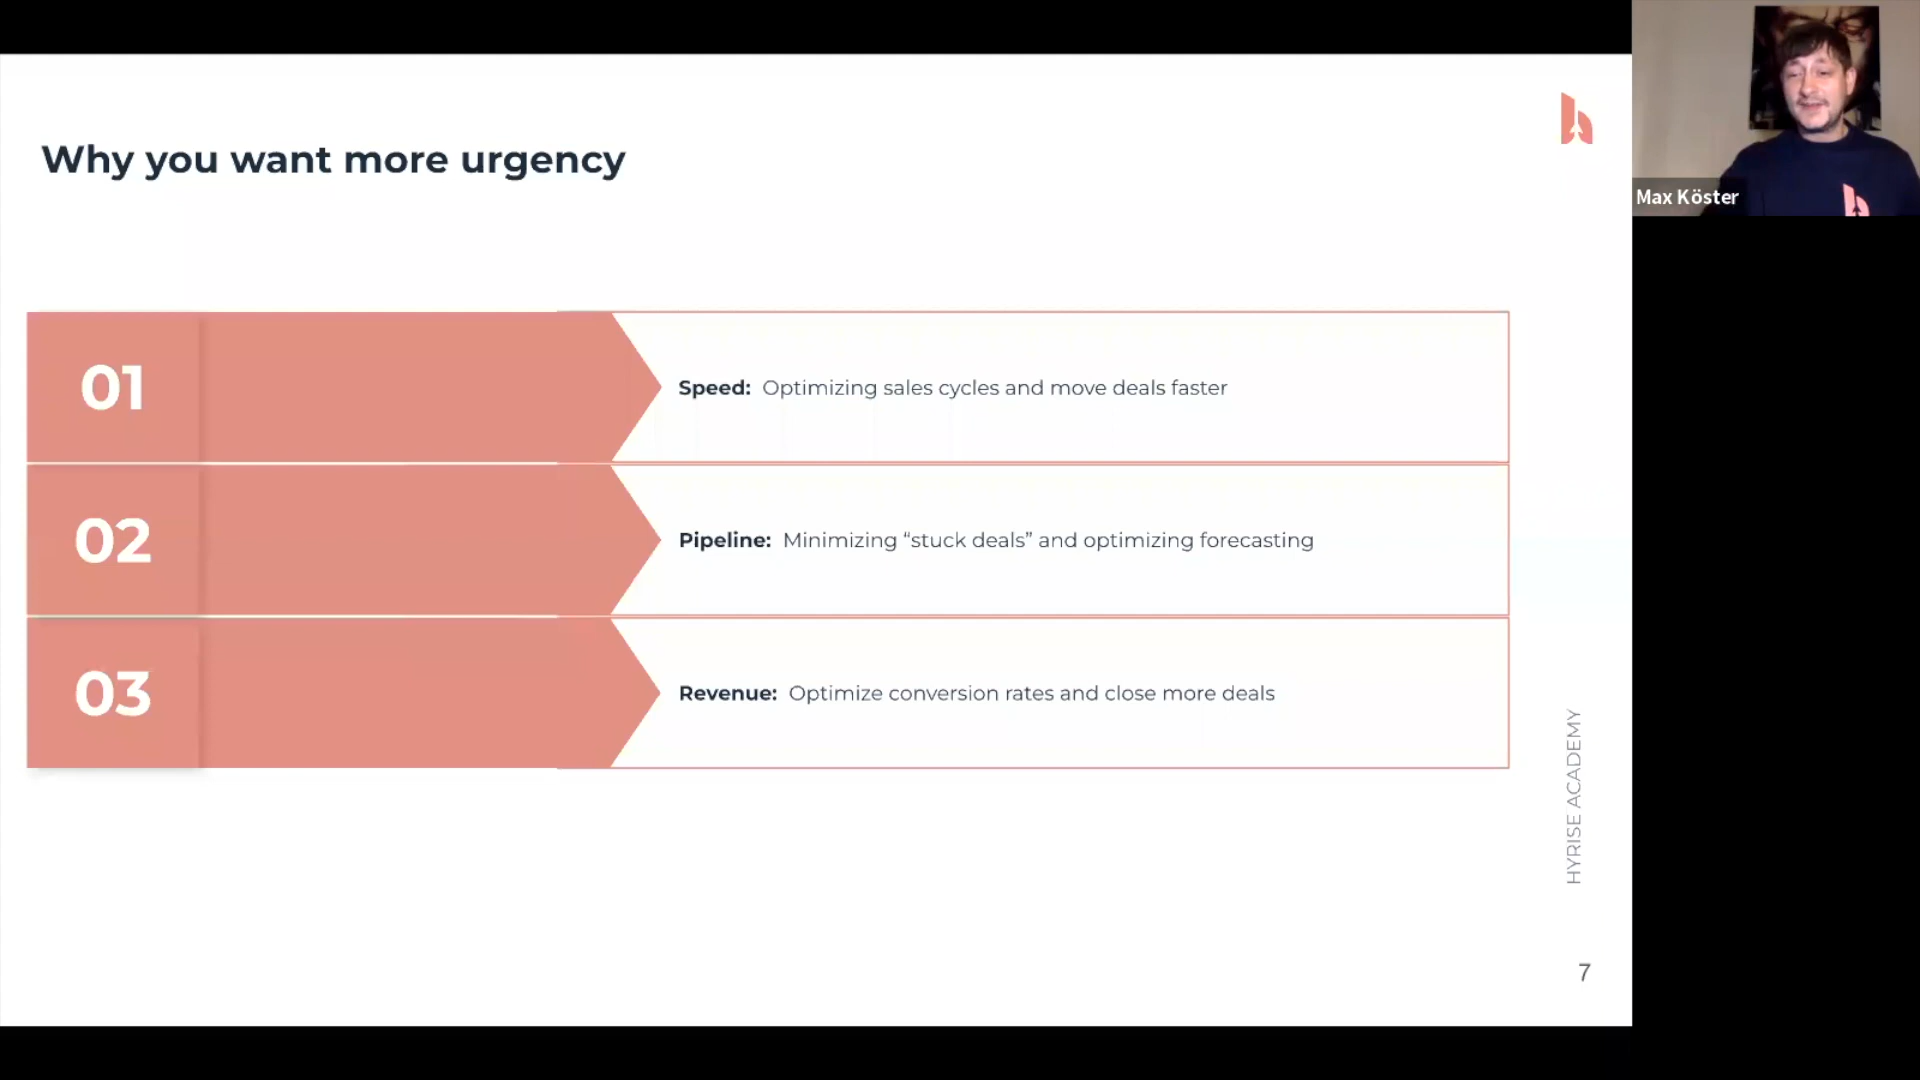 Why you want more urgency
01
Speed: Optimizing sales cycles and move deals faster
02
Pipeline: Minimizing “stuck deals” and optimizing forecasting
03
Revenue: Optimize conversion rates and close more deals
HYRISE ACADEMY
7
Max Köster